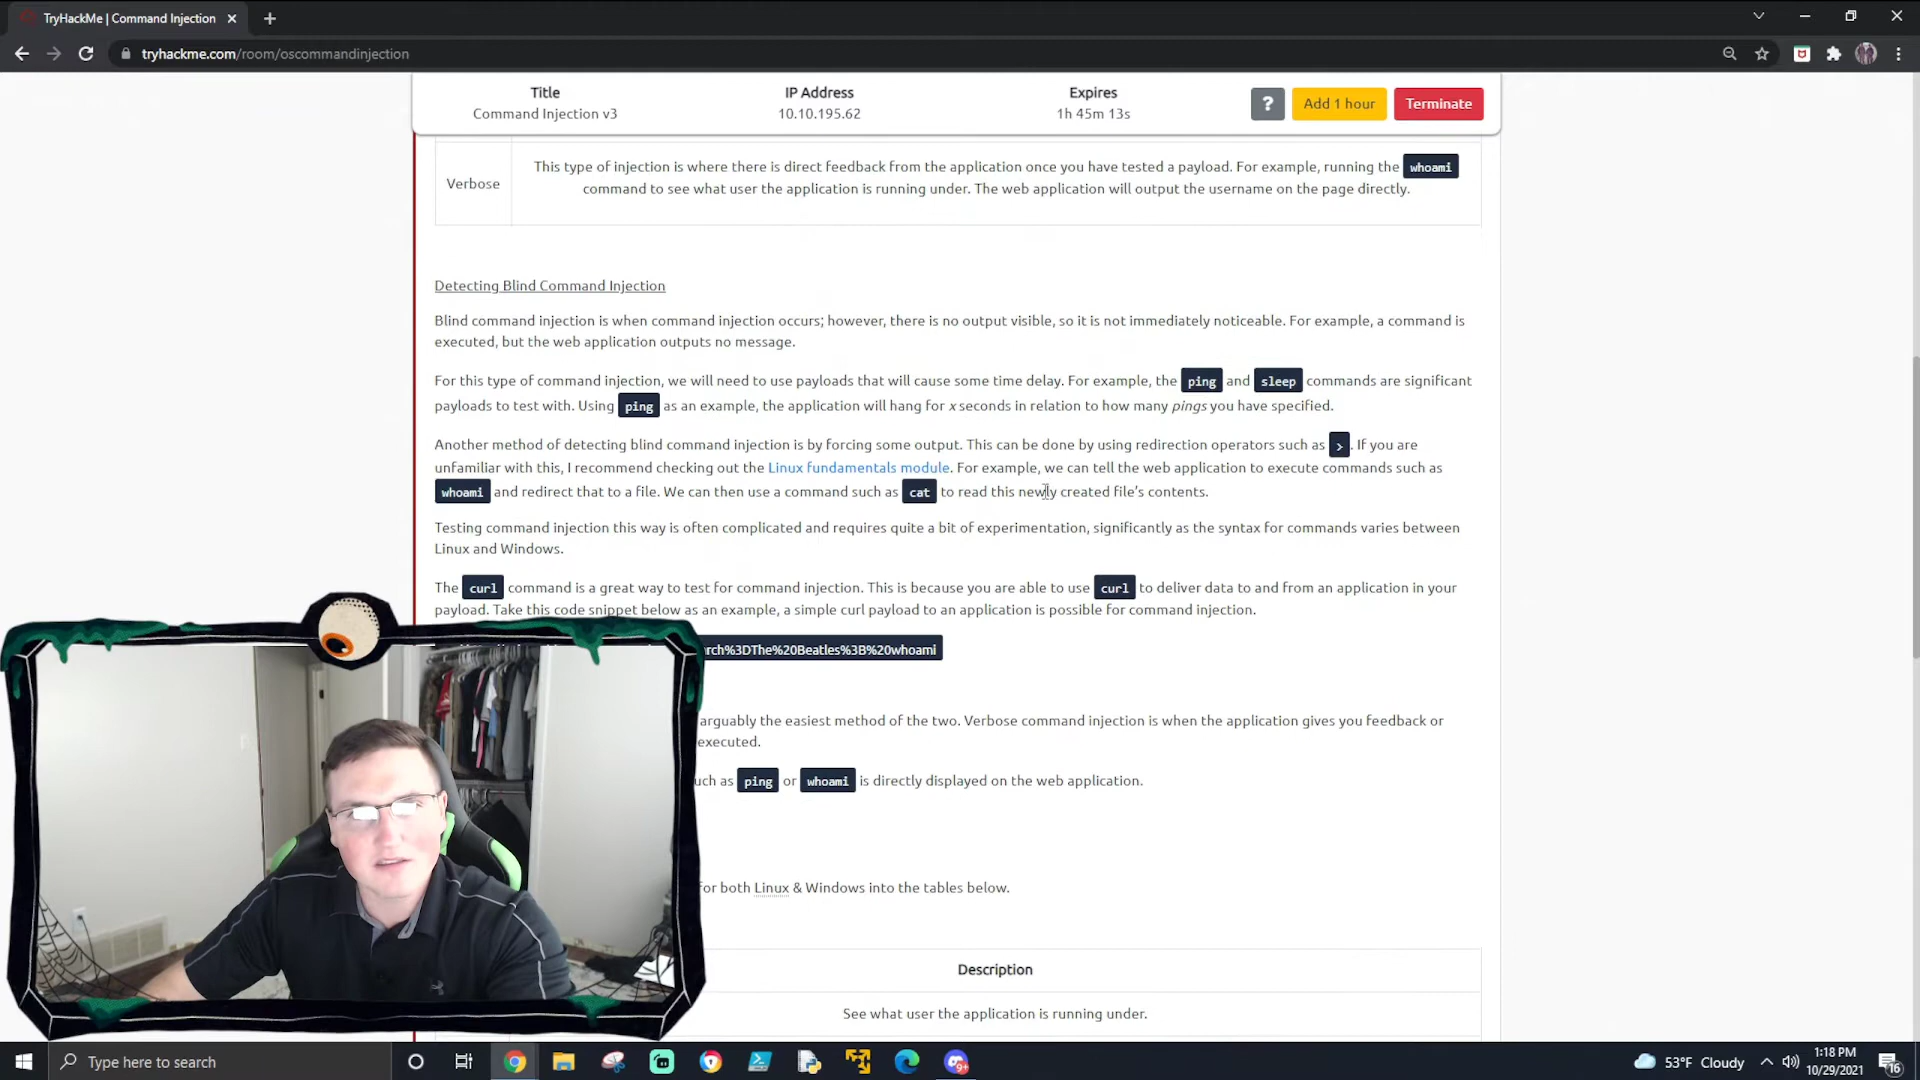 TryHackMe | Command Injection
tryhackme.com/room/oscommandinjection
Title
IP Address
Expires
Command Injection v3
10.10.195.62
1h 45m 13s
?
Add 1 hour
Terminate
Verbose
This type of injection is where there is direct feedback from the application once you have tested a payload. For example, running the whoami
command to see what user the application is running under. The web application will output the username on the page directly.
Detecting Blind Command Injection
Blind command injection is when command injection occurs; however, there is no output visible, so it is not immediately noticeable. For example, a command is
executed, but the web application outputs no message.
For this type of command injection, we will need to use payloads that will cause some time delay. For example, the ping and sleep commands are significant
payloads to test with. Using ping as an example, the application will hang for x seconds in relation to how many pings you have specified.
Another method of detecting blind command injection is by forcing some output. This can be done by using redirection operators such as >. If you are
unfamiliar with this, I recommend checking out the Linux fundamentals module. For example, we can tell the web application to execute commands such as
whoami and redirect that to a file. We can then use a command such as cat to read this newly created file's contents.
Testing command injection this way is often complicated and requires quite a bit of experimentation, significantly as the syntax for commands varies between
Linux and Windows.
The curl command is a great way to test for command injection. This is because you are able to use curl to deliver data to and from an application in your
payload. Take this code snippet below as an example, a simple curl payload to an application is possible for command injection.
rch%3DThe%20Beatles%3B%20whoami
arguably the easiest method of the two. Verbose command injection is when the application gives you feedback or
executed.
uch as ping or whoami is directly displayed on the web application.
for both Linux & Windows into the tables below.
Description
See what user the application is running under.
Type here to search
9+
53°F Cloudy
1:18 PM
10/29/2021
16